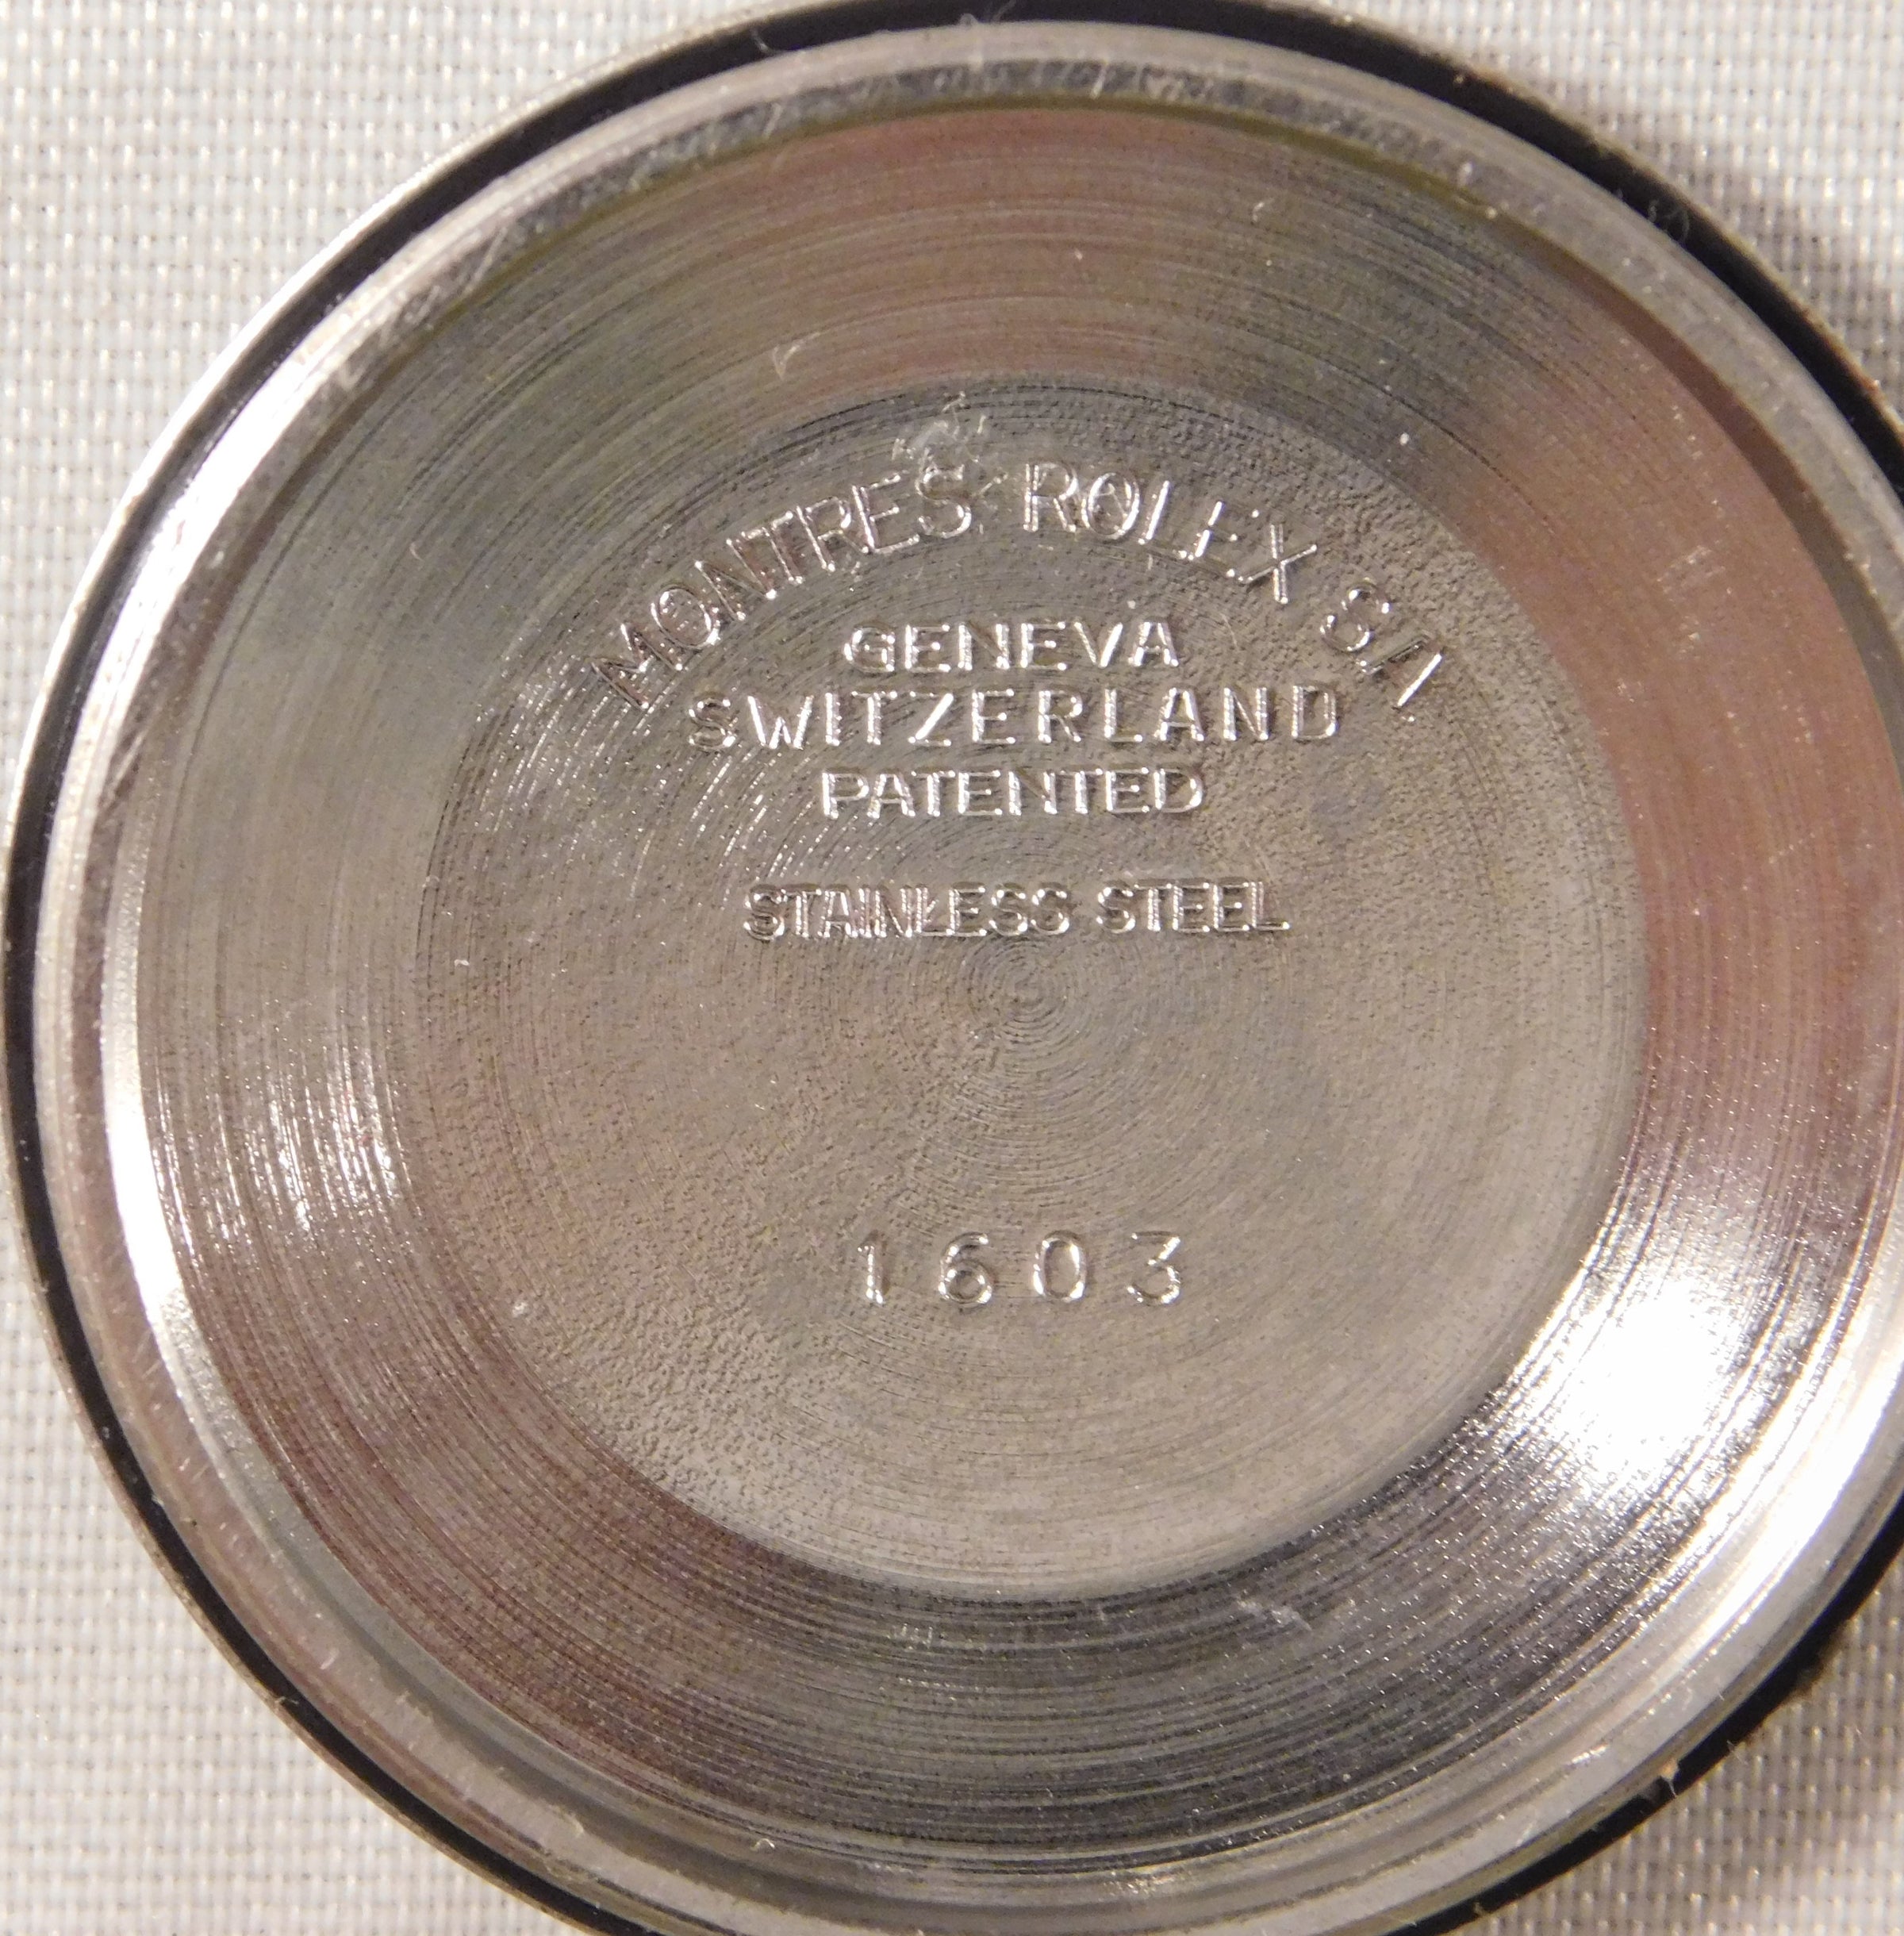 MONTRES ROLEX S.A.
GENEVA
SWITZERLAND
PATENTED
STAINLESS STEEL
1603